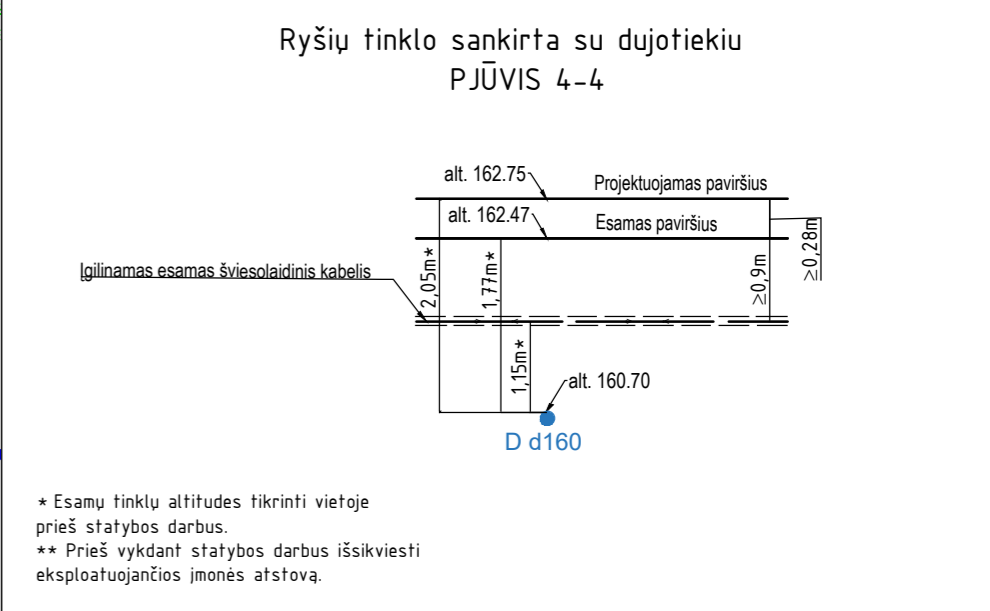 Ryšių tinklo sankirta su dujotiekiu
PJŪVIS 4-4
alt. 162.75
Projektuojamas paviršius
alt. 162.47
Esamas paviršius
≥0,28m
Įgilinamas esamas šviesolaidinis kabelis
2,05m*
1,77m*
≥0,9m
1,15m*
alt. 160.70
D d160
* Esamų tinklų altitudes tikrinti vietoje
prieš statybos darbus.
** Prieš vykdant statybos darbus išsikviesti
eksploatuojančios įmonės atstovą.